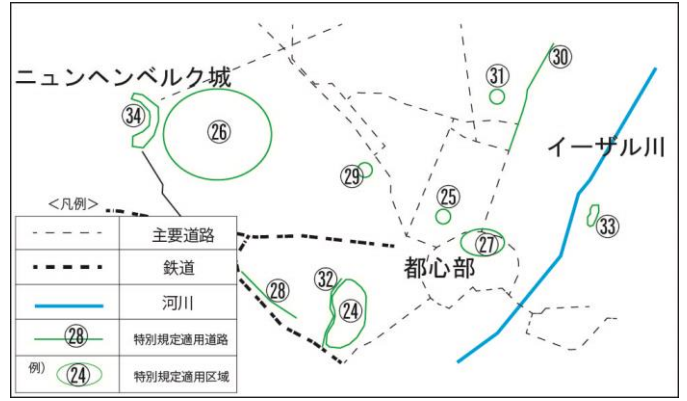 ニュンヘンベルク城
イーザル川
都心部
㉚
㉛
㉞
㉖
㉙
㉕
㉝
㉗
㉘
㉜
㉔
<凡例>
主要道路
鉄道
河川
㉘ 特別規定適用道路
例) ㉔ 特別規定適用区域